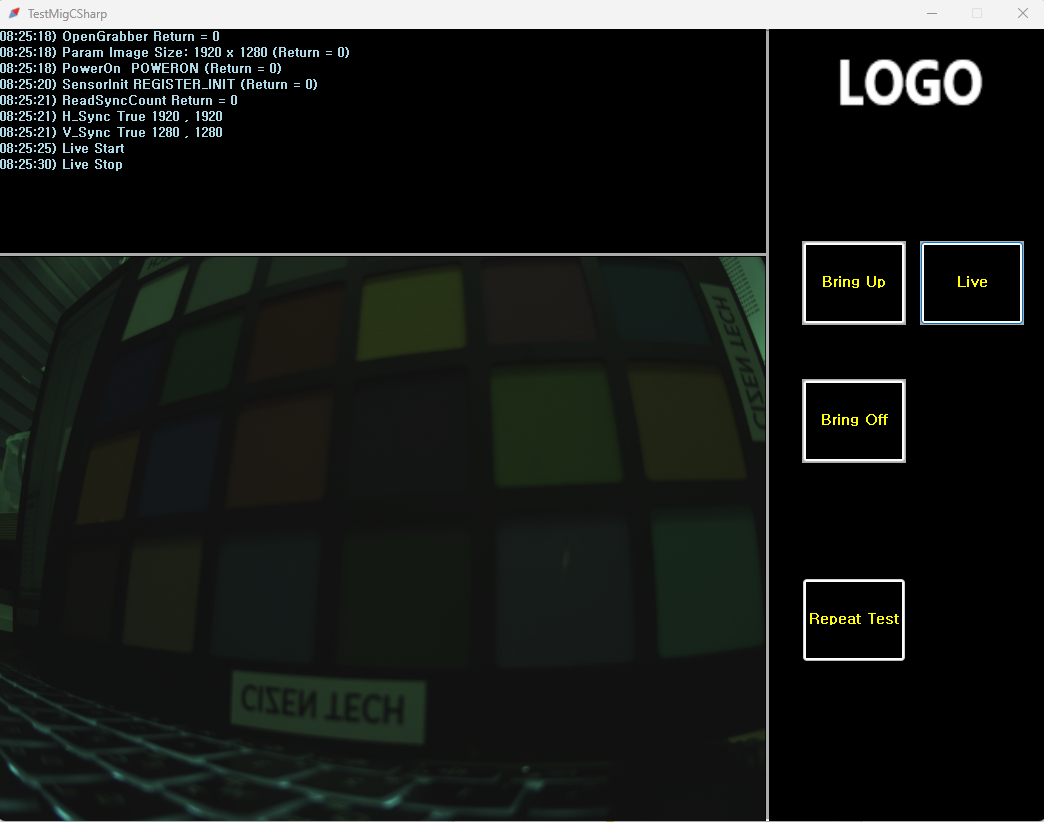 TestMigCSharp
08:25:18) OpenGrabber Return = 0
08:25:18) Param Image Size: 1920 x 1280 (Return = 0)
08:25:18) PowerOn  POWERON (Return = 0)
08:25:20) SensorInit REGISTER_INIT (Return = 0)
08:25:21) ReadSyncCount Return = 0
08:25:21) H_Sync True 1920 , 1920
08:25:21) V_Sync True 1280 , 1280
08:25:25) Live Start
08:25:30) Live Stop
LOGO
Bring Up
Live
Bring Off
Repeat Test
CIZEN TECH
CIZEN TECH